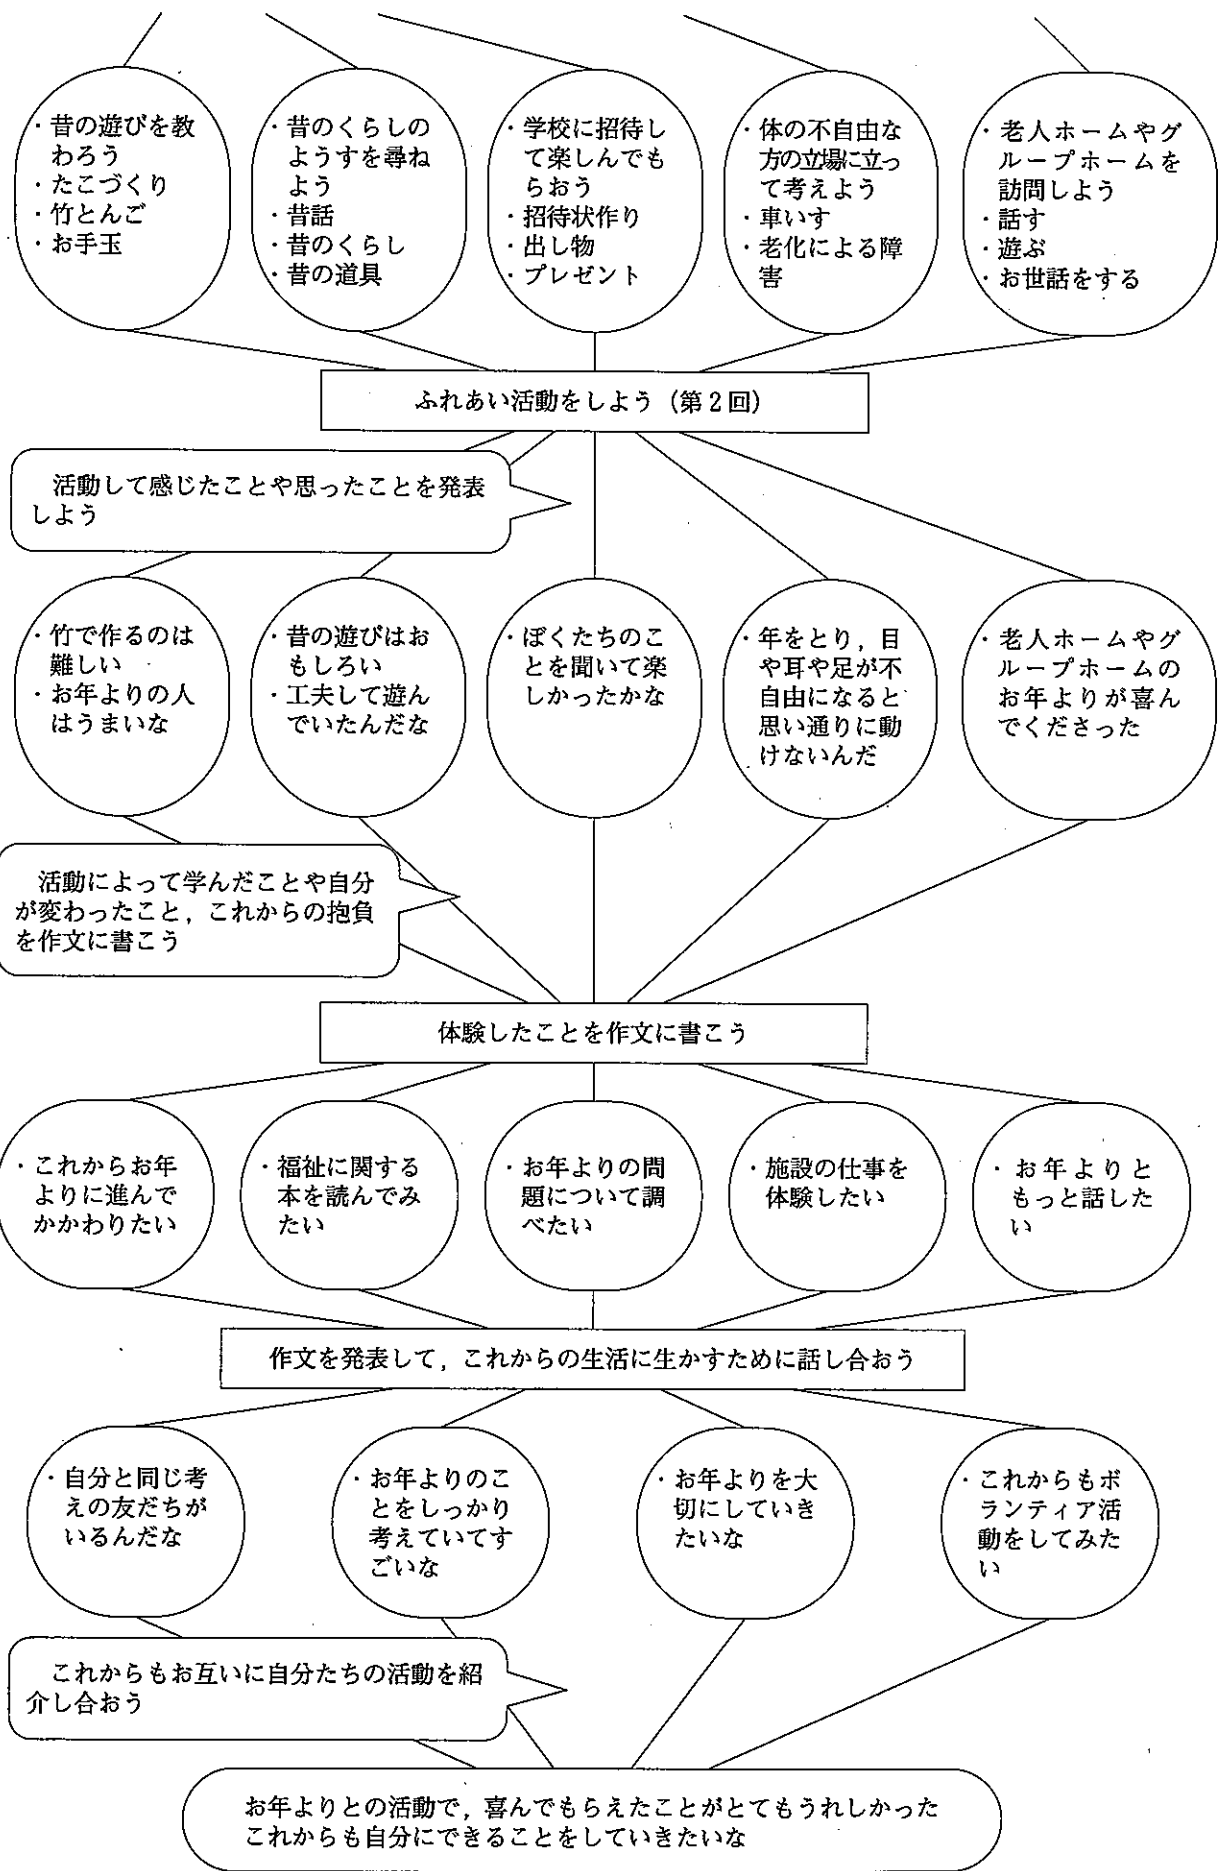 ・昔の遊びを教
わろう
・たこづくり
・竹とんご
・お手玉
・昔のくらしの
ようすを尋ね
よう
・昔話
・昔のくらし
・昔の道具
・学校に招待し
て楽しんでも
らおう
・招待状作り
・出し物
・プレゼント
・体の不自由な
方の立場に立っ
て考えよう
・車いす
・老化による障
害
・老人ホームやグ
ループホームを
訪問しよう
・話す
・遊ぶ
・お世話をする
ふれあい活動をしよう（第２回）
活動して感じたことや思ったことを発表
しよう
・竹で作るのは
難しい
・お年よりの人
はうまいな
・昔の遊びはお
もしろい
・工夫して遊ん
でいたんだな
・ぼくたちのこ
とを聞いて楽
しかったかな
・年をとり，目
や耳や足が不
自由になると
思い通りに動
けないんだ
・老人ホームやグ
ループホームの
お年よりが喜ん
でくださった
活動によって学んだことや自分
が変わったこと，これからの抱負
を作文に書こう
体験したことを作文に書こう
・これからお年
よりに進んで
かかわりたい
・福祉に関する
本を読んでみ
たい
・お年よりの問
題について調
べたい
・施設の仕事を
体験したい
・お年よりと
もっと話した
い
作文を発表して，これからの生活に生かすために話し合おう
・自分と同じ考
えの友だちが
いるんだな
・お年よりのこ
とをしっかり
考えていてす
ごいな
・お年よりを大
切にしていき
たいな
・これからもボ
ランティア活
動をしてみた
い
これからもお互いに自分たちの活動を紹
介し合おう
お年よりとの活動で，喜んでもらえたことがとてもうれしかった
これからも自分にできることをしていきたいな